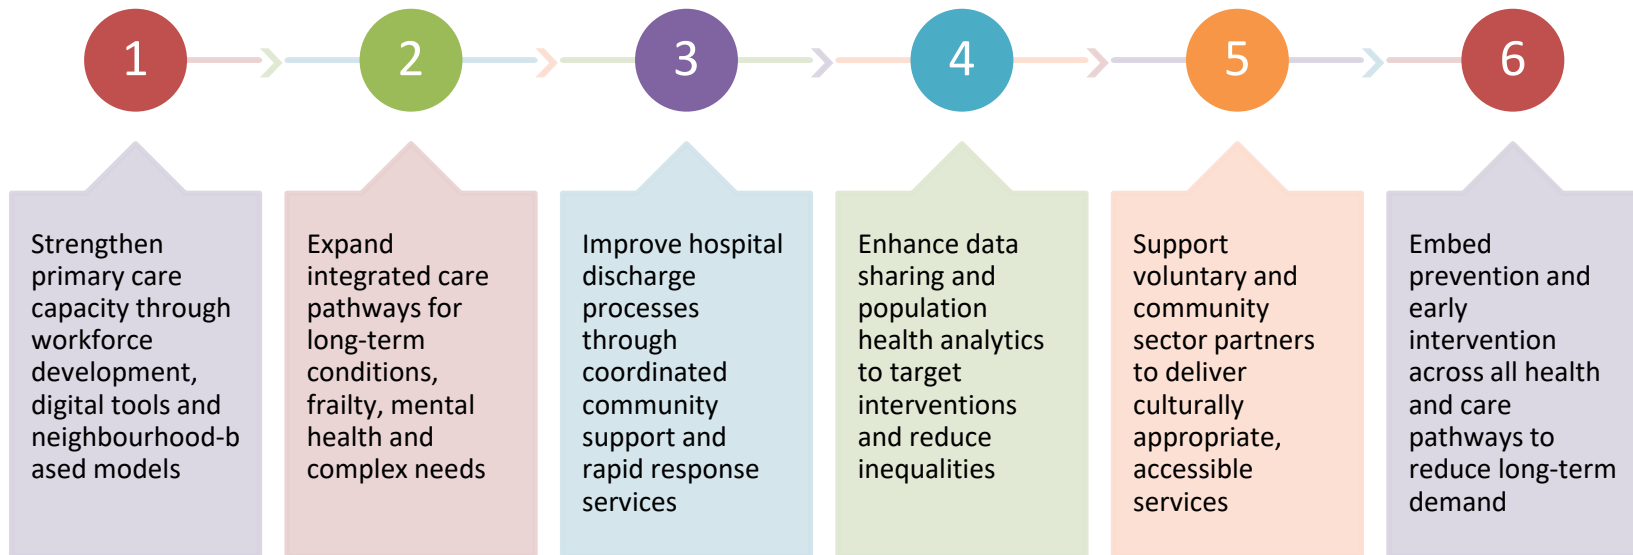 1
Strengthen
primary care
capacity through
workforce
development,
digital tools and
neighbourhood-b
ased models
2
Expand
integrated care
pathways for
long-term
conditions,
frailty, mental
health and
complex needs
3
Improve hospital
discharge
processes
through
coordinated
community
support and
rapid response
services
4
Enhance data
sharing and
population
health analytics
to target
interventions
and reduce
inequalities
5
Support
voluntary and
community
sector partners
to deliver
culturally
appropriate,
accessible
services
6
Embed
prevention and
early
intervention
across all health
and care
pathways to
reduce long-term
demand